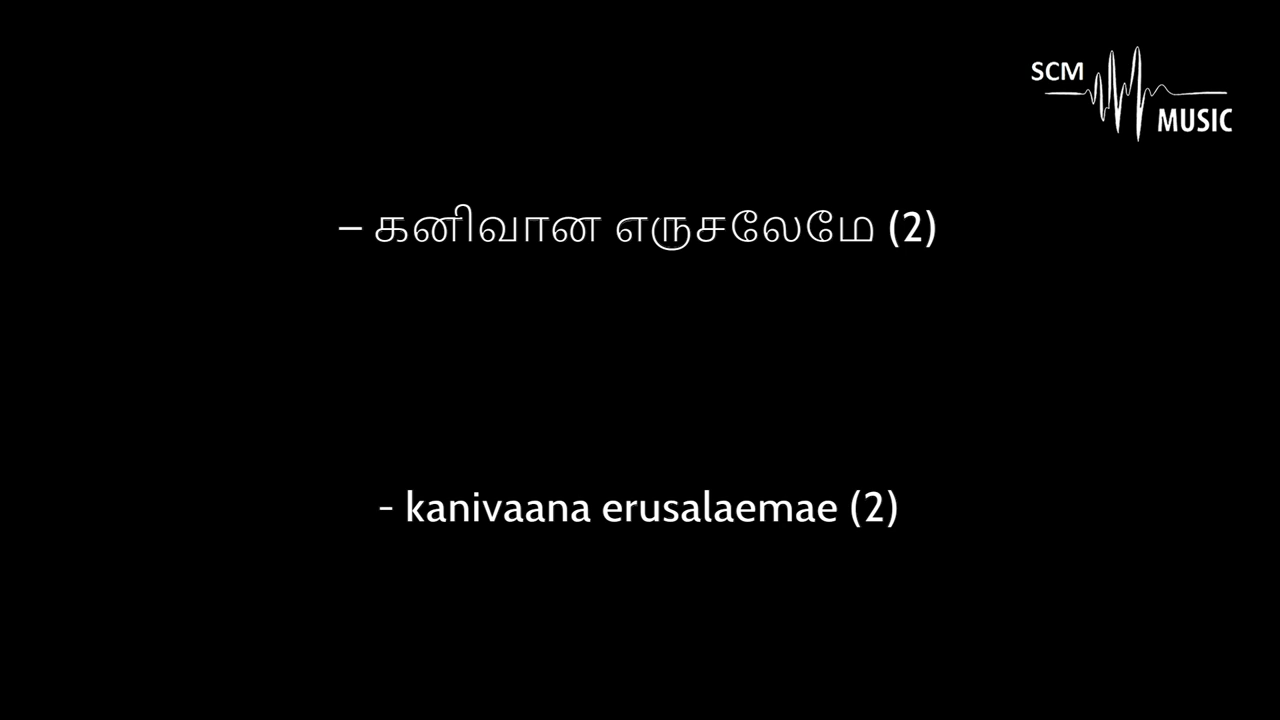 SCM
MUSIC
– கனிவான எருசலேமே (2)
- kanivaana erusalaemae (2)